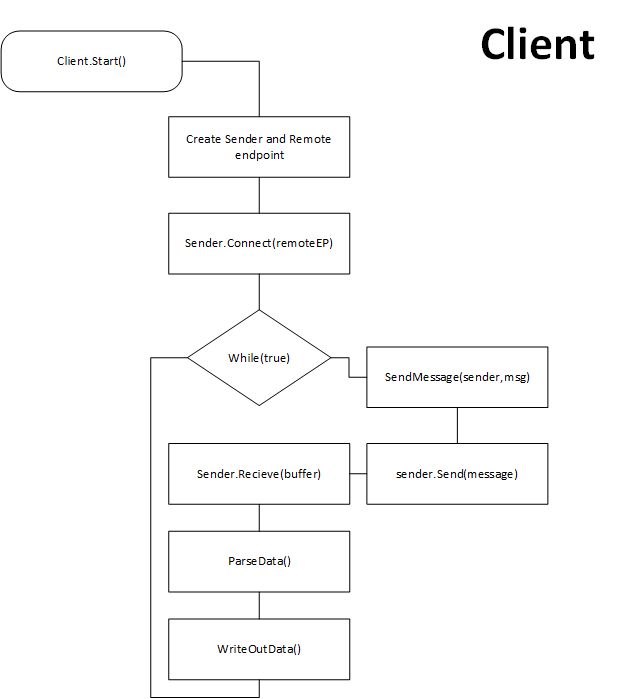 Client
Client.Start()
Create Sender and Remote
endpoint
Sender.Connect(remoteEP)
While(true)
SendMessage(sender,msg)
Sender.Recieve(buffer)
sender.Send(message)
ParseData()
WriteOutData()